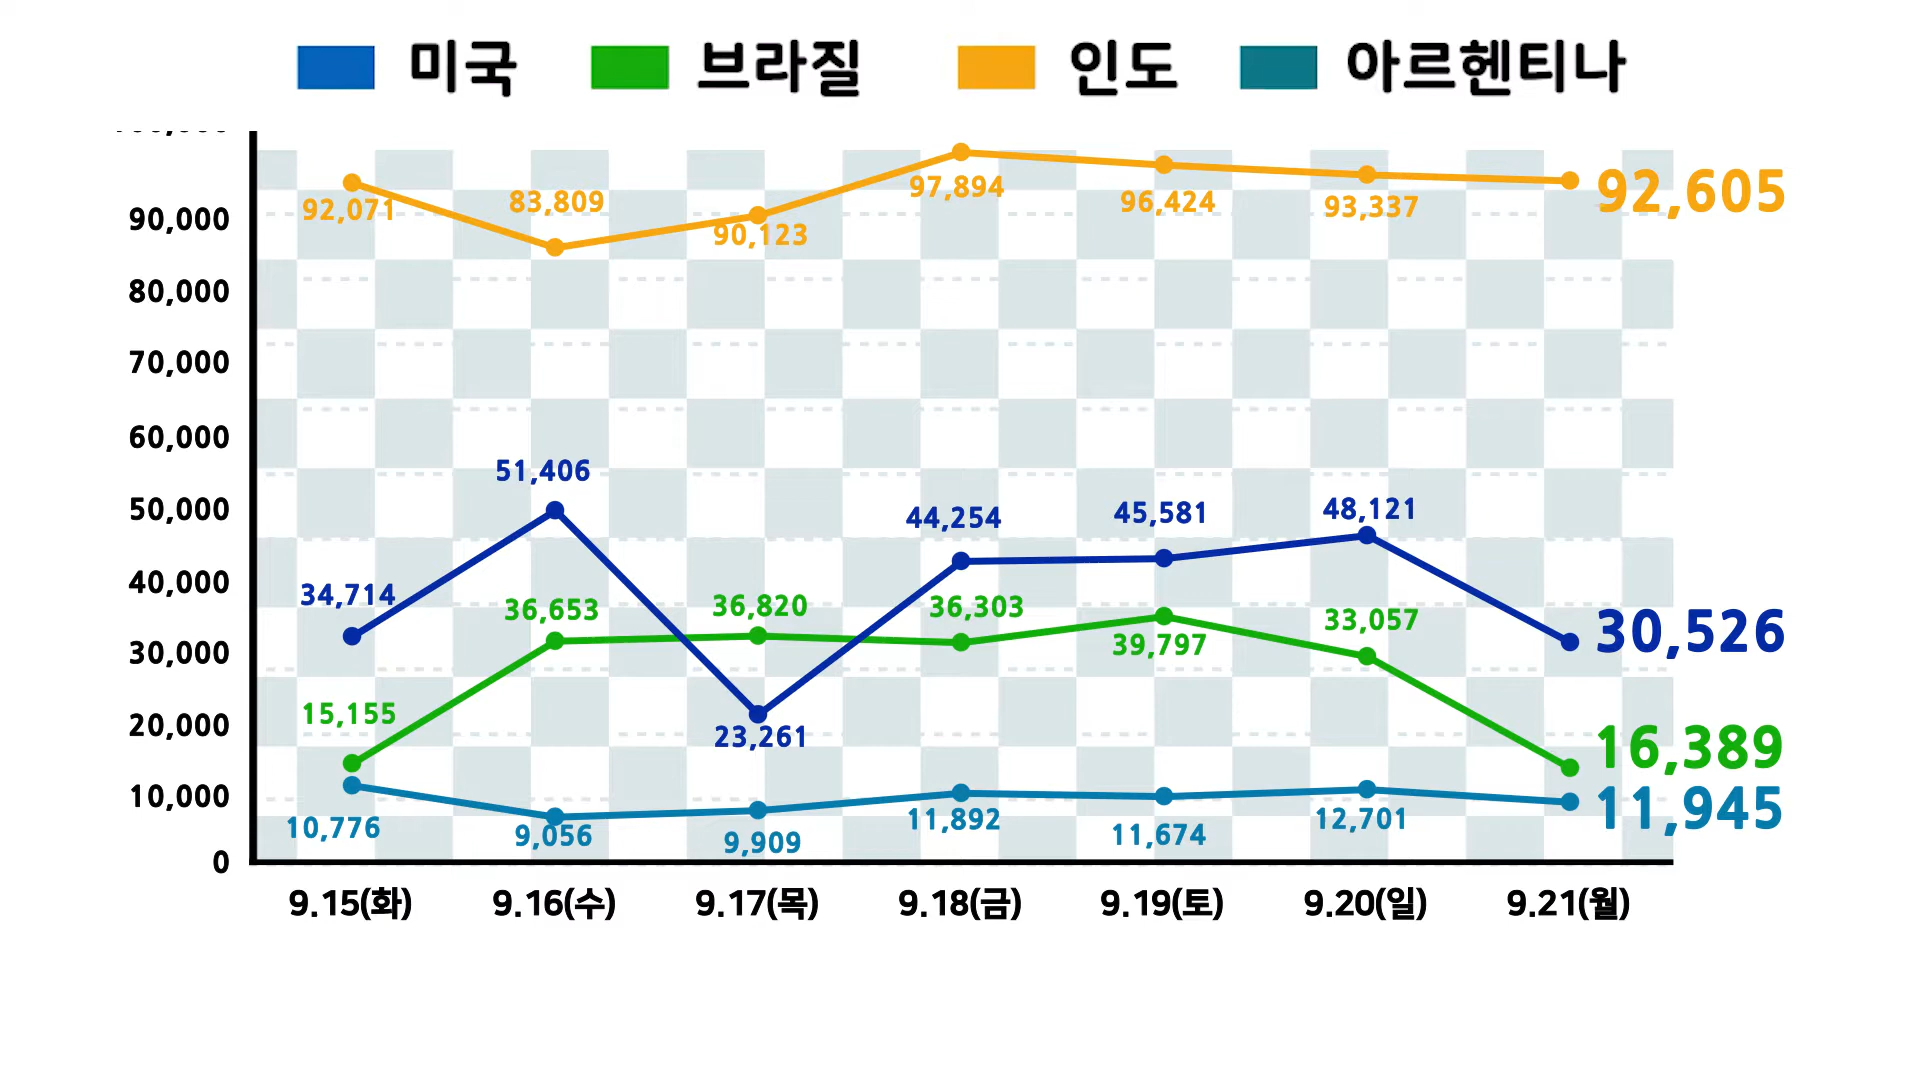 미국 브라질 인도 아르헨티나
90,000
80,000
70,000
60,000
50,000
40,000
30,000
20,000
10,000
0
92,071 83,809 90,123 97,894 96,424 93,337 92,605
34,714 51,406 23,261 44,254 45,581 48,121 30,526
15,155 36,653 36,820 36,303 39,797 33,057 16,389
10,776 9,056 9,909 11,892 11,674 12,701 11,945
9.15(화) 9.16(수) 9.17(목) 9.18(금) 9.19(토) 9.20(일) 9.21(월)